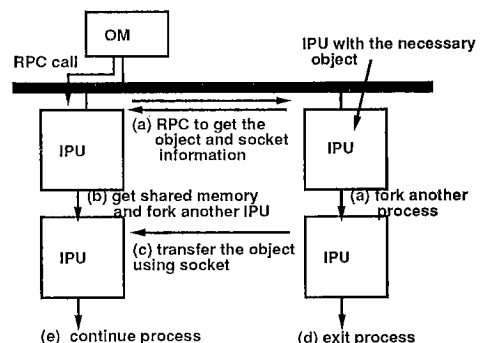 OM
RPC call
IPU with the necessary
object
(a) RPC to get the
object and socket
information
IPU
IPU
(b) get shared memory
and fork another IPU
(a) fork another
process
IPU
(c) transfer the object
using socket
IPU
(e) continue process
(d) exit process